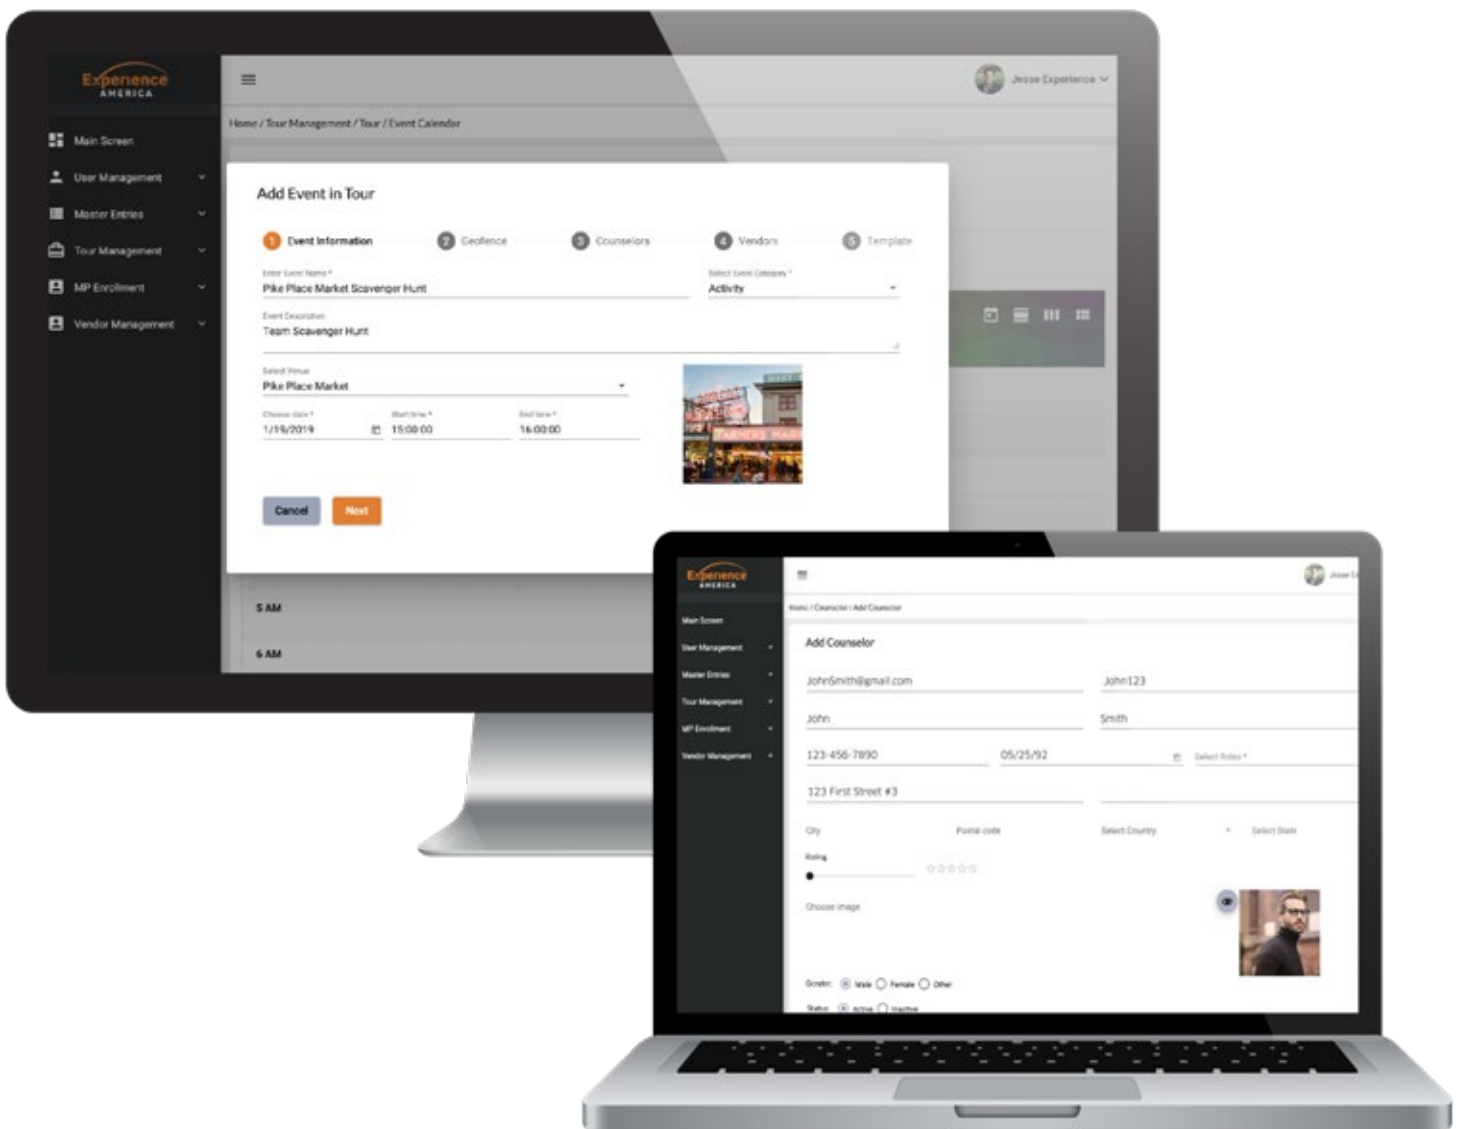 Experience
AMERICA
Jesse Experience
Home / Tour Management / Tour / Event Calendar
Main Screen
User Management
Master Entries
Tour Management
MP Enrollment
Vendor Management
Add Event in Tour
1 Event Information 2 Geofence 3 Counselors 4 Vendors 5 Template
Enter Event Name * Select Event Category *
Pike Place Market Scavenger Hunt Activity
Event Description
Team Scavenger Hunt
Select Venue
Pike Place Market
Choose date * Start time * End time *
1/19/2019 15:00:00 16:00:00
FARMERS MAR
Cancel Next
5 AM
6 AM
Experience
AMERICA
Jesse
Home / Counselor / Add Counselor
Main Screen
User Management
Master Entries
Tour Management
MP Enrollment
Vendor Management
Add Counselor
JohnSmith@gmail.com John123
John Smith
123-456-7890 05/25/92 Select Roles *
123 First Street #3
City Postal code Select Country Select State
Rating
Choose image
Gender: Male Female Other
Status: Active Inactive